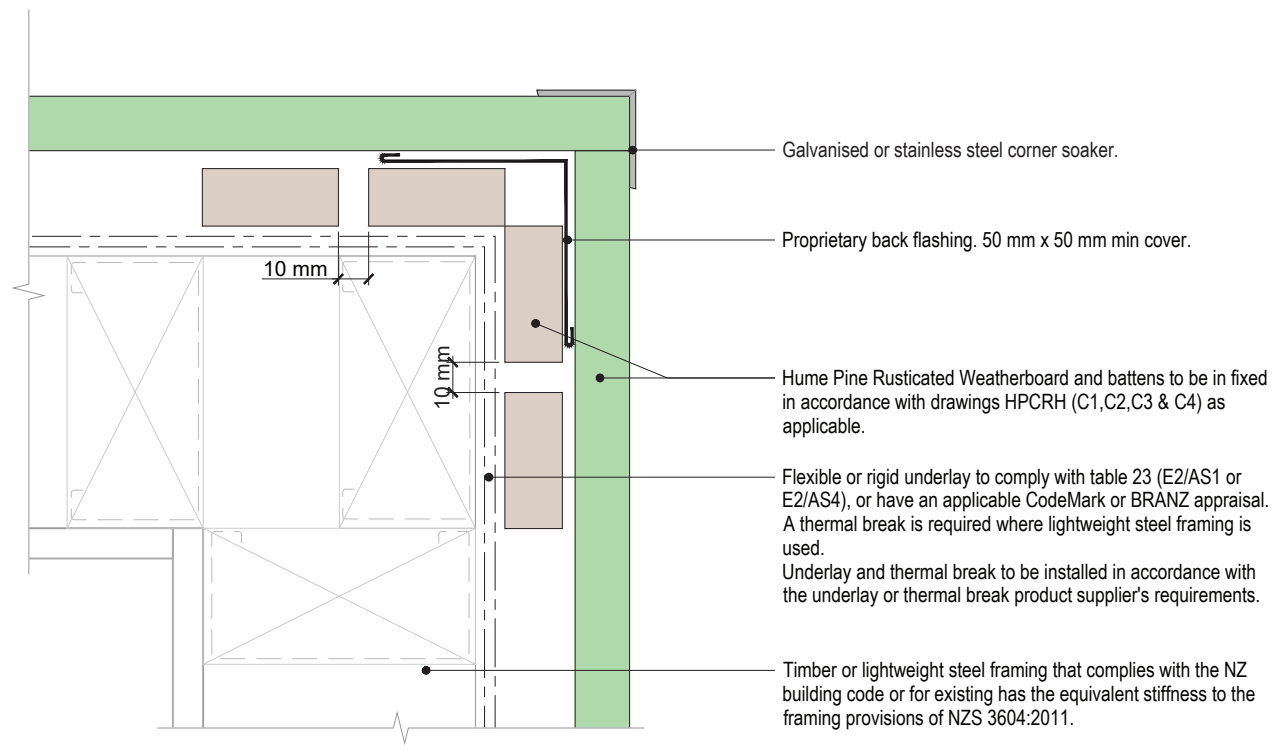 Galvanised or stainless steel corner soaker.
Proprietary back flashing. 50 mm x 50 mm min cover.
10 mm
10 mm
Hume Pine Rusticated Weatherboard and battens to be in fixed
in accordance with drawings HPCRH (C1,C2,C3 & C4) as
applicable.
Flexible or rigid underlay to comply with table 23 (E2/AS1 or
E2/AS4), or have an applicable CodeMark or BRANZ appraisal.
A thermal break is required where lightweight steel framing is
used.
Underlay and thermal break to be installed in accordance with
the underlay or thermal break product supplier's requirements.
Timber or lightweight steel framing that complies with the NZ
building code or for existing has the equivalent stiffness to the
framing provisions of NZS 3604:2011.